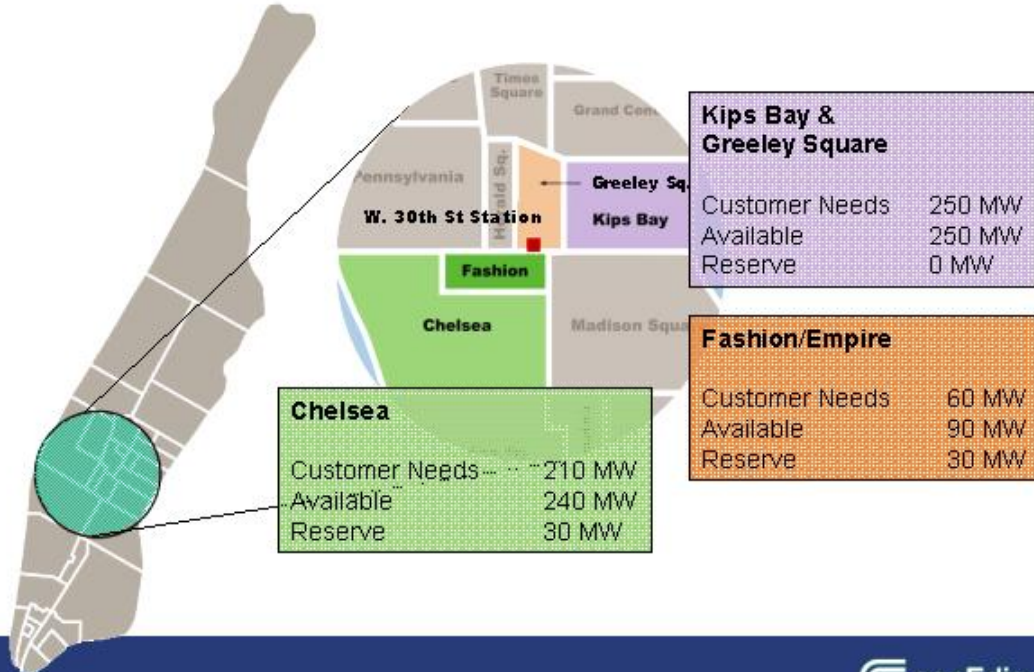 Times
Square
Pennsylvania
Herald Sq.
Greeley Sq.
W. 30th St Station
Kips Bay
Fashion
Chelsea
Kips Bay &
Greeley Square
Customer Needs 250 MW
Available 250 MW
Reserve 0 MW
Fashion/Empire
Customer Needs 60 MW
Available 90 MW
Reserve 30 MW
Chelsea
Customer Needs 210 MW
Available 240 MW
Reserve 30 MW
Grand
Madison